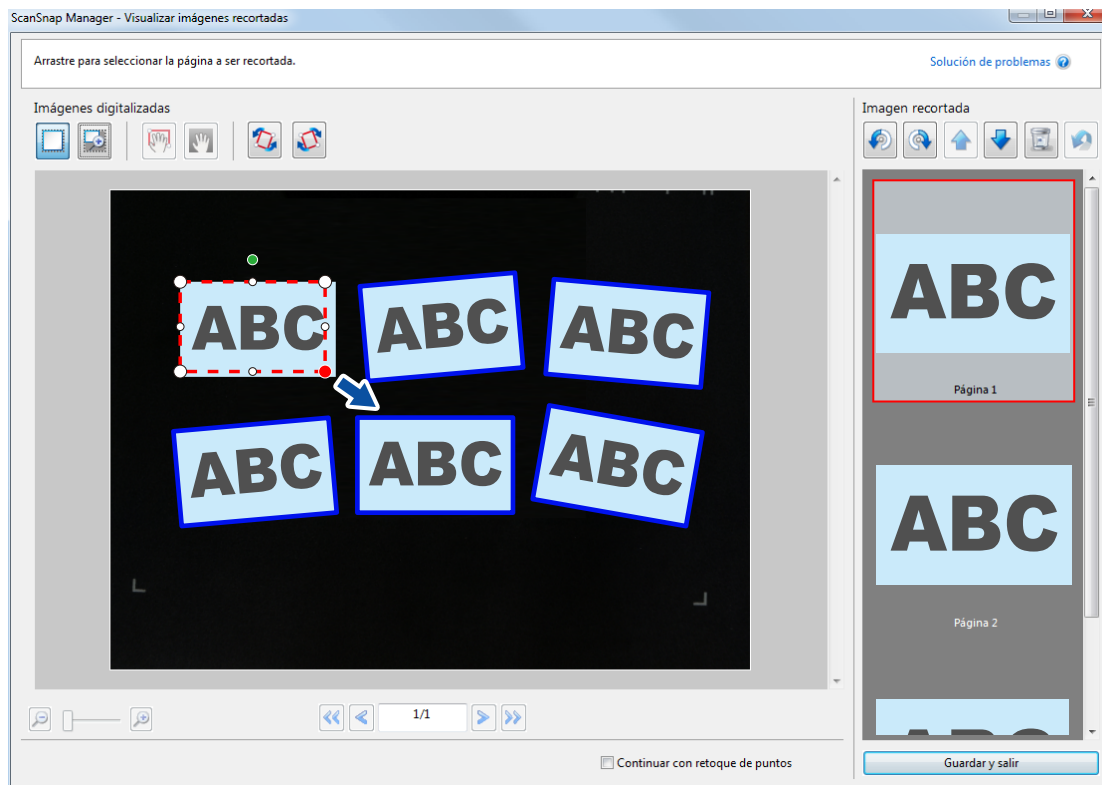 ScanSnap Manager - Visualizar imágenes recortadas
Arrastre para seleccionar la página a ser recortada.
Solución de problemas
Imágenes digitalizadas
Imagen recortada
ABC ABC ABC
ABC ABC ABC
1/1
Continuar con retoque de puntos
ABC
Página 1
ABC
Página 2
Guardar y salir